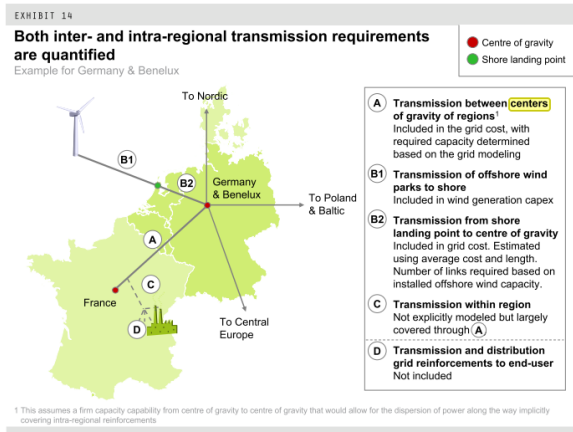 EXHIBIT 14
Both inter- and intra-regional transmission requirements
are quantified
Example for Germany & Benelux
Centre of gravity
Shore landing point
To Nordic
B1
B2
Germany
& Benelux
To Poland
& Baltic
A
C
France
D
To Central
Europe
A Transmission between centers
of gravity of regions¹
Included in the grid cost, with
required capacity determined
based on the grid modeling
B1 Transmission of offshore wind
parks to shore
Included in wind generation capex
B2 Transmission from shore
landing point to centre of gravity
Included in grid cost. Estimated
using average cost and length.
Number of links required based on
installed offshore wind capacity.
C Transmission within region
Not explicitly modeled but largely
covered through A
D Transmission and distribution
grid reinforcements to end-user
Not included
1 This assumes a firm capacity capability from centre of gravity to centre of gravity that would allow for the dispersion of power along the way implicitly
covering intra-regional reinforcements